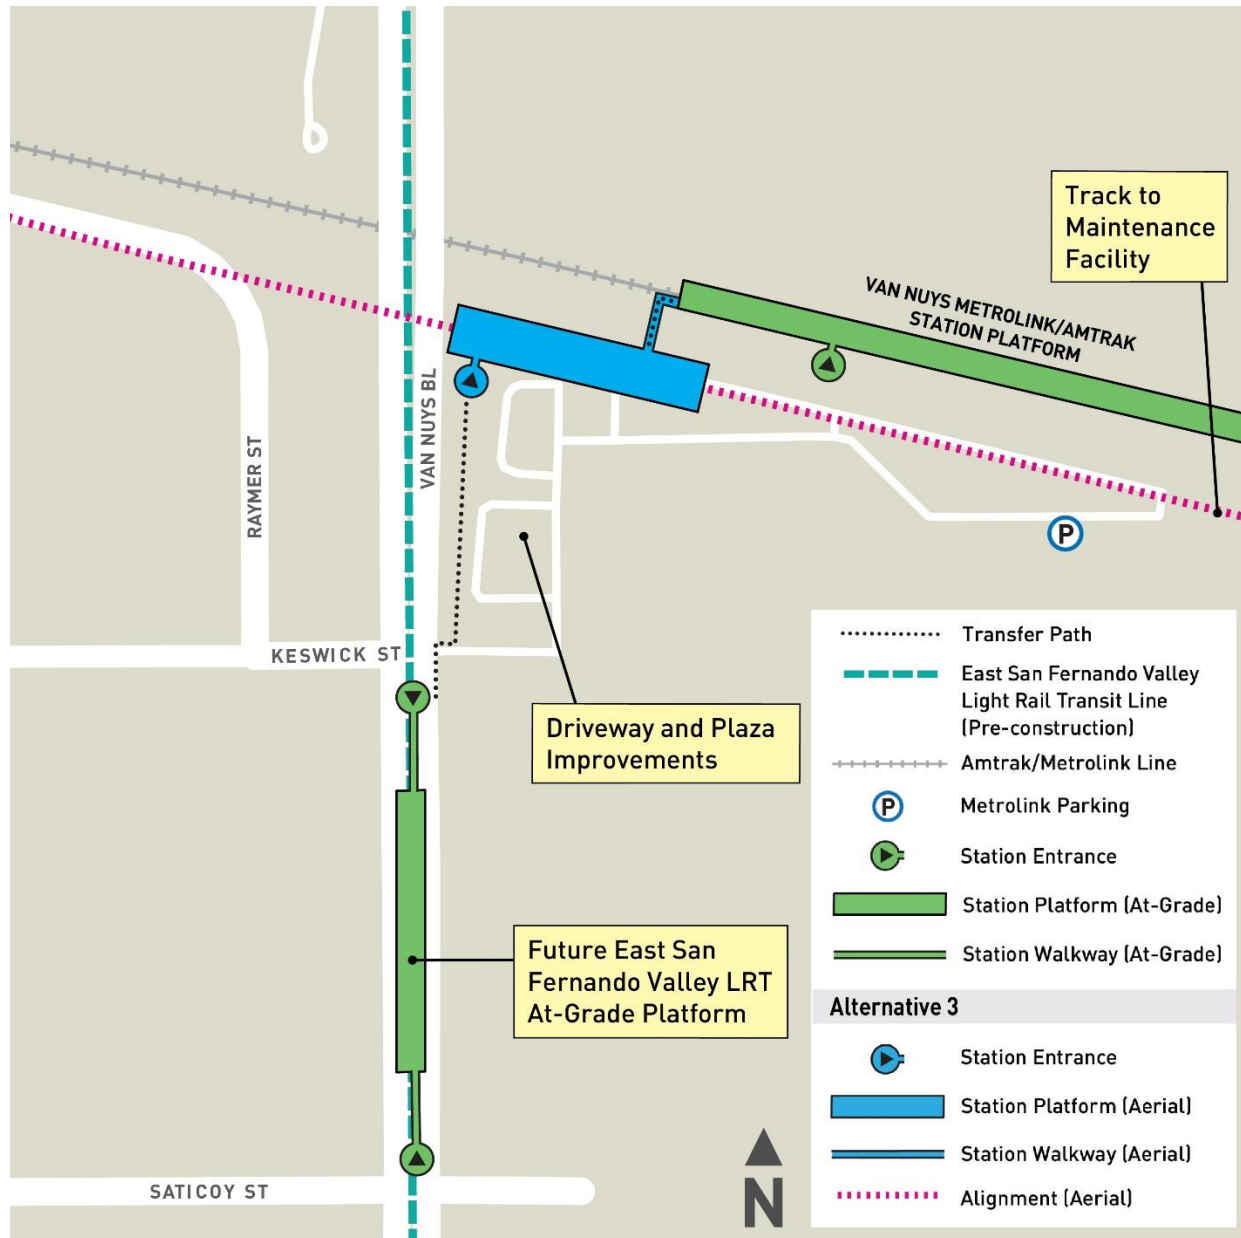 Track to
Maintenance
Facility
VAN NUYS METROLINK/AMTRAK
STATION PLATFORM
VAN NUYS BL
RAYMER ST
P
KESWICK ST
Driveway and Plaza
Improvements
Future East San
Fernando Valley LRT
At-Grade Platform
SATICOY ST
N
Transfer Path
East San Fernando Valley
Light Rail Transit Line
(Pre-construction)
Amtrak/Metrolink Line
P Metrolink Parking
Station Entrance
Station Platform (At-Grade)
Station Walkway (At-Grade)
Alternative 3
Station Entrance
Station Platform (Aerial)
Station Walkway (Aerial)
Alignment (Aerial)